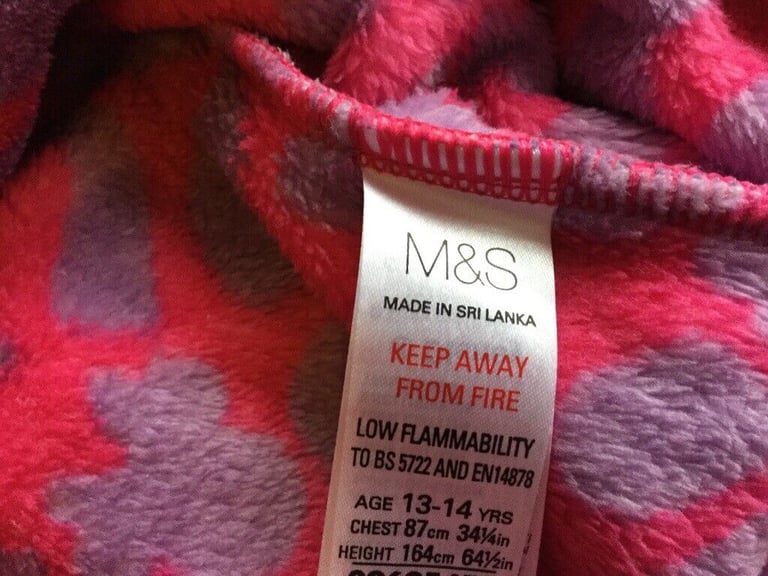 M&S
MADE IN SRI LANKA
KEEP AWAY
FROM FIRE
LOW FLAMMABILITY
TO BS 5722 AND EN14878
AGE 13-14 YRS
CHEST 87cm 34¼in
HEIGHT 164cm 64½in